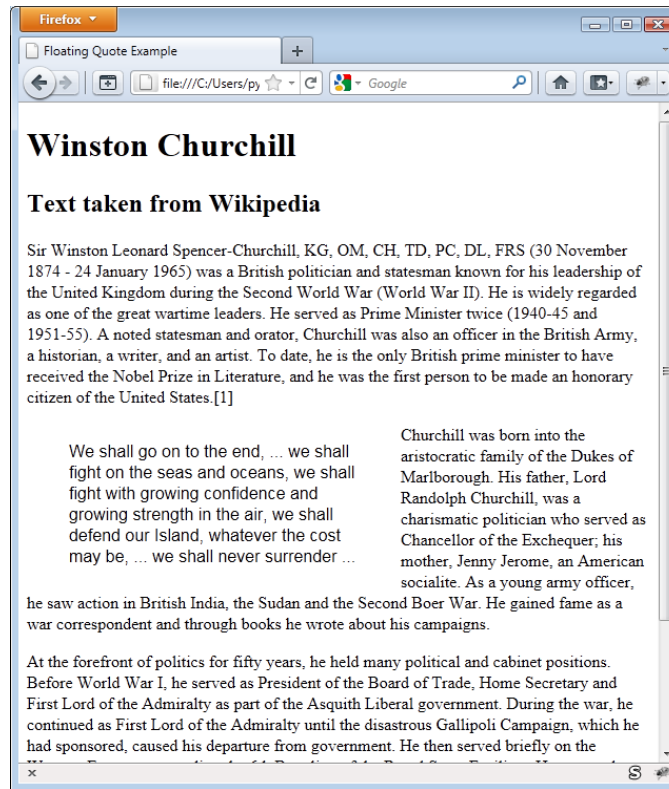 Firefox
Floating Quote Example
file:///C:/Users/py
Google
Winston Churchill
Text taken from Wikipedia
Sir Winston Leonard Spencer-Churchill, KG, OM, CH, TD, PC, DL, FRS (30 November
1874 - 24 January 1965) was a British politician and statesman known for his leadership of
the United Kingdom during the Second World War (World War II). He is widely regarded
as one of the great wartime leaders. He served as Prime Minister twice (1940-45 and
1951-55). A noted statesman and orator, Churchill was also an officer in the British Army,
a historian, a writer, and an artist. To date, he is the only British prime minister to have
received the Nobel Prize in Literature, and he was the first person to be made an honorary
citizen of the United States.[1]
We shall go on to the end, ... we shall
fight on the seas and oceans, we shall
fight with growing confidence and
growing strength in the air, we shall
defend our Island, whatever the cost
may be, ... we shall never surrender ...
Churchill was born into the
aristocratic family of the Dukes of
Marlborough. His father, Lord
Randolph Churchill, was a
charismatic politician who served as
Chancellor of the Exchequer; his
mother, Jenny Jerome, an American
socialite. As a young army officer,
he saw action in British India, the Sudan and the Second Boer War. He gained fame as a
war correspondent and through books he wrote about his campaigns.
At the forefront of politics for fifty years, he held many political and cabinet positions.
Before World War I, he served as President of the Board of Trade, Home Secretary and
First Lord of the Admiralty as part of the Asquith Liberal government. During the war, he
continued as First Lord of the Admiralty until the disastrous Gallipoli Campaign, which he
had sponsored, caused his departure from government. He then served briefly on the